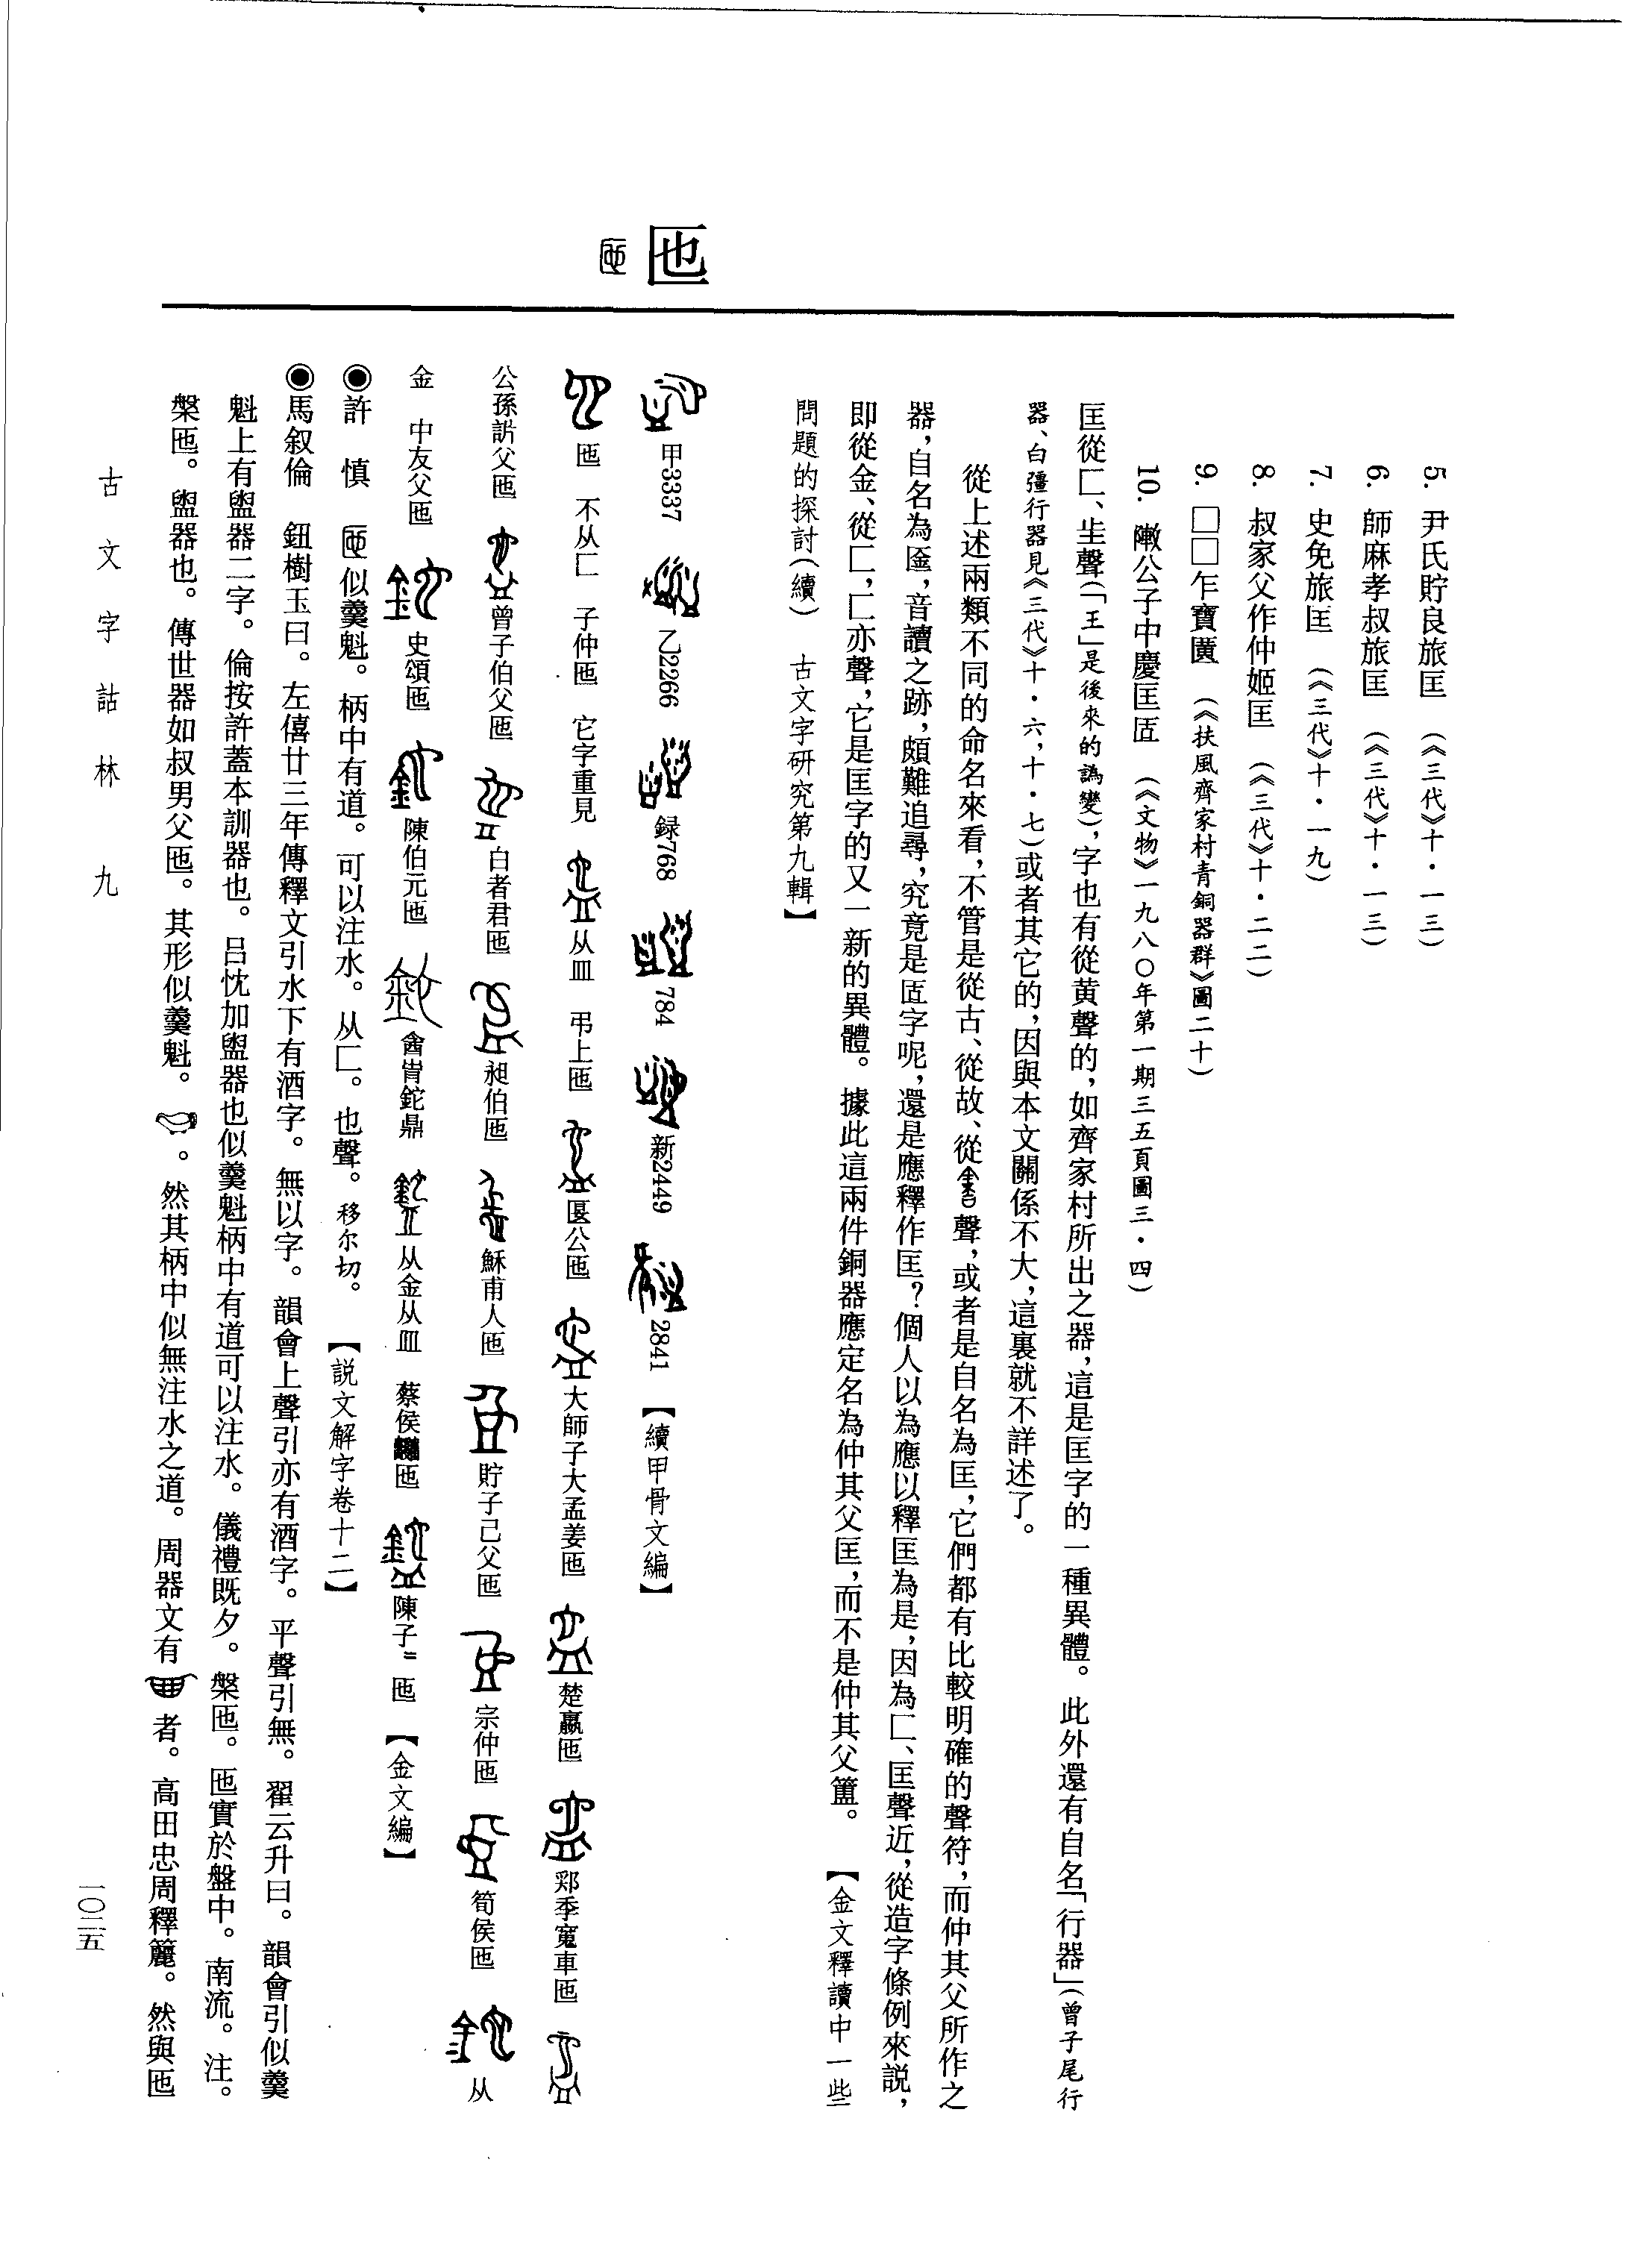 匜
5. 尹氏貯良旅匡 (《三代》十·一三)
6. 師麻孝叔旅匡 (《三代》十·一三)
7. 史免旅匡 (《三代》十·一九)
8. 叔家父作仲姬匡 (《三代》十·二二)
9. □□乍寶匩 (《扶風齊家村青銅器群》圖二十)
10. 敶公子中慶匡𠤱 (《文物》一九八〇年第一期三五頁圖三·四)
匡從匚、𡉚聲(「王」是後來的譌變),字也有從黄聲的,如齊家村所出之器,這是匡字的一種異體。此外還有自名「行器」(曾子㞑行
器、白彊行器見《三代》十·六,十·七)或者其它的,因與本文關係不大,這裏就不詳述了。
從上述兩類不同的命名來看,不管是從古、從故、從聲,或者是自名為匡,它們都有比較明確的聲符,而仲其父所作之
器,自名為𠥗,音讀之跡,頗難追尋,究竟是𠤱字呢,還是應釋作匡?個人以為應以釋匡為是,因為匚、匡聲近,從造字條例來説,
即從金、從匚,匚亦聲,它是匡字的又一新的異體。據此這兩件銅器應定名為仲其父匡,而不是仲其父簠。 【金文釋讀中一些
問題的探討(續) 古文字研究第九輯】
甲3337 乙2266 録768 784 新2449 2841 【續甲骨文編】
匜 不从匚 子仲匜 它字重見 从皿 弔上匜 匽公匜 大師子大孟姜匜 楚嬴匜 郑季寬車匜
公孫㫃父匜 曾子伯父匜 白者君匜 昶伯匜 穌甫人匜 貯子己父匜 宗仲匜 筍侯匜 从
金 中友父匜 史頌匜 陳伯元匜 酓肯鉈鼎 从金从皿 蔡侯匜 陳子〓匜 【金文編】
◉許 慎 似羹魁。柄中有道。可以注水。从匚。也聲。移尔切。 【説文解字卷十二】
◉馬叙倫 鈕樹玉曰。左僖廿三年傳釋文引水下有酒字。無以字。韻會上聲引亦有酒字。平聲引無。翟云升曰。韻會引似羹
魁上有盥器二字。倫按許蓋本訓器也。吕忱加盥器也似羹魁柄中有道可以注水。儀禮既夕。槃匜。匜實於盤中。南流。注。
槃匜。盥器也。傳世器如叔男父匜。其形似羹魁。。然其柄中似無注水之道。周器文有者。高田忠周釋簏。然與匜
古文字詁林 九
一〇二五